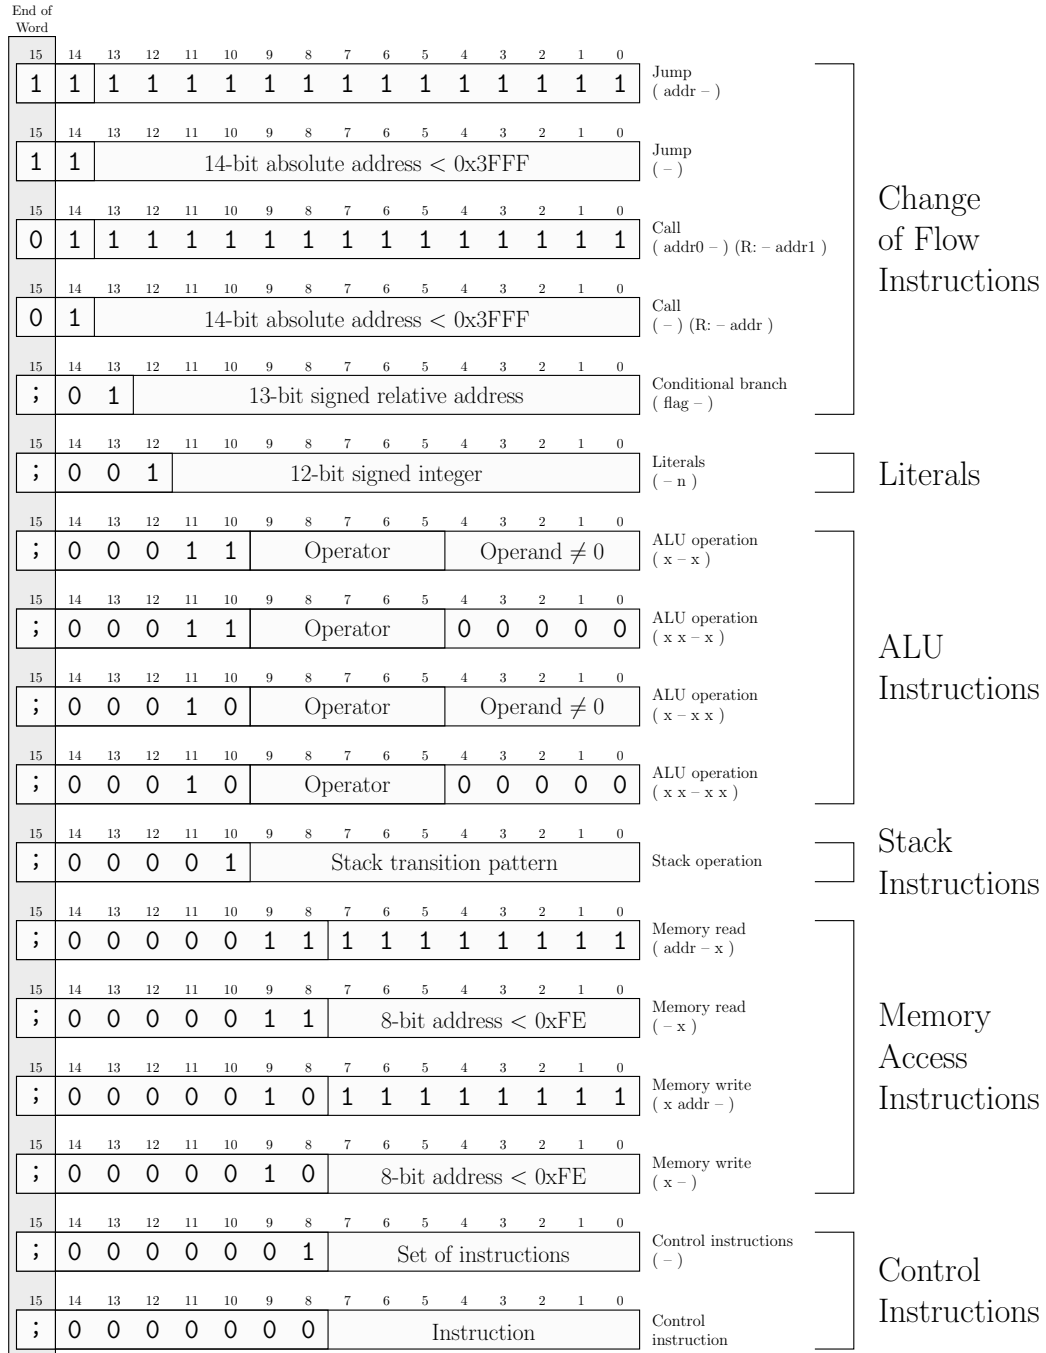 End of
Word
15 14 13 12 11 10 9 8 7 6 5 4 3 2 1 0
1 1 1 1 1 1 1 1 1 1 1 1 1 1 1 1
Jump
( addr – )
15 14 13 12 11 10 9 8 7 6 5 4 3 2 1 0
1 1 14-bit absolute address < 0x3FFF
Jump
( – )
15 14 13 12 11 10 9 8 7 6 5 4 3 2 1 0
0 1 1 1 1 1 1 1 1 1 1 1 1 1 1 1
Call
( addr0 – ) (R: – addr1 )
15 14 13 12 11 10 9 8 7 6 5 4 3 2 1 0
0 1 14-bit absolute address < 0x3FFF
Call
( – ) (R: – addr )
15 14 13 12 11 10 9 8 7 6 5 4 3 2 1 0
; 0 1 13-bit signed relative address
Conditional branch
( flag – )
Change
of Flow
Instructions
15 14 13 12 11 10 9 8 7 6 5 4 3 2 1 0
; 0 0 1 12-bit signed integer
Literals
( – n )
Literals
15 14 13 12 11 10 9 8 7 6 5 4 3 2 1 0
; 0 0 0 1 1 Operator Operand ≠ 0
ALU operation
( x – x )
15 14 13 12 11 10 9 8 7 6 5 4 3 2 1 0
; 0 0 0 1 1 Operator 0 0 0 0 0
ALU operation
( x x – x )
15 14 13 12 11 10 9 8 7 6 5 4 3 2 1 0
; 0 0 0 1 0 Operator Operand ≠ 0
ALU operation
( x – x x )
15 14 13 12 11 10 9 8 7 6 5 4 3 2 1 0
; 0 0 0 1 0 Operator 0 0 0 0 0
ALU operation
( x x – x x )
ALU
Instructions
15 14 13 12 11 10 9 8 7 6 5 4 3 2 1 0
; 0 0 0 0 1 Stack transition pattern
Stack operation
Stack
Instructions
15 14 13 12 11 10 9 8 7 6 5 4 3 2 1 0
; 0 0 0 0 0 1 1 1 1 1 1 1 1 1 1
Memory read
( addr – x )
15 14 13 12 11 10 9 8 7 6 5 4 3 2 1 0
; 0 0 0 0 0 1 1 8-bit address < 0xFE
Memory read
( – x )
15 14 13 12 11 10 9 8 7 6 5 4 3 2 1 0
; 0 0 0 0 0 1 0 1 1 1 1 1 1 1 1
Memory write
( x addr – )
15 14 13 12 11 10 9 8 7 6 5 4 3 2 1 0
; 0 0 0 0 0 1 0 8-bit address < 0xFE
Memory write
( x – )
Memory
Access
Instructions
15 14 13 12 11 10 9 8 7 6 5 4 3 2 1 0
; 0 0 0 0 0 0 1 Set of instructions
Control instructions
( – )
15 14 13 12 11 10 9 8 7 6 5 4 3 2 1 0
; 0 0 0 0 0 0 0 Instruction
Control
instruction
Control
Instructions